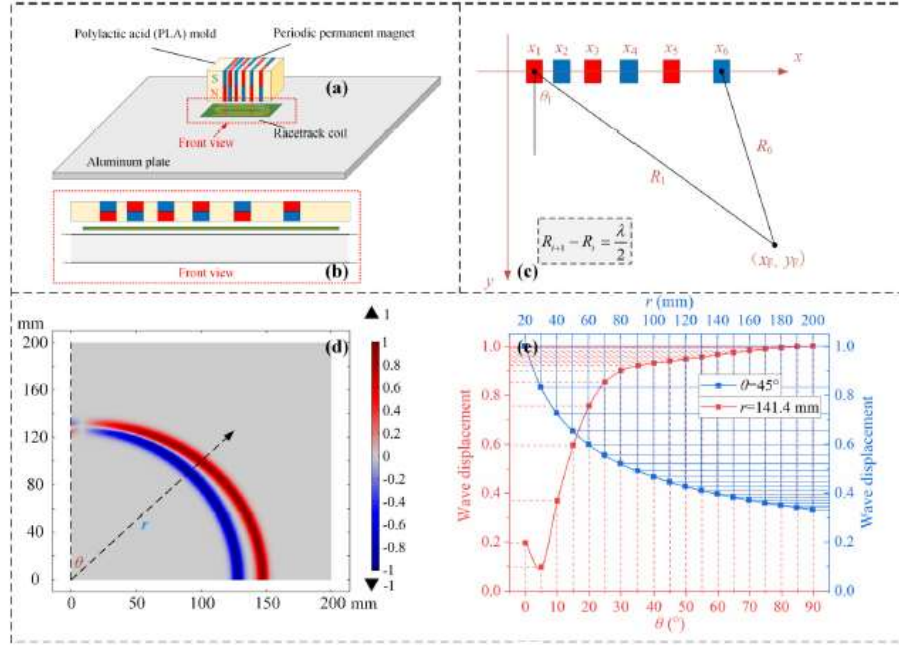 Polylactic acid (PLA) mold
Periodic permanent magnet
S
N
(a)
Racetrack coil
Front view
Aluminum plate
(b)
Front view
x₁ x₂ x₃ x₄ x₅ x₆ x
θ₁
R₁ R₆
R_{i+1} − R_i = λ/2
(x_F, y_F)
y
(c)
mm
200
160
120
80
40
0
0 50 100 150 200 mm
(d)
r
θ
1
1
0.8
0.6
0.4
0.2
0
-0.2
-0.4
-0.6
-0.8
-1
-1
r (mm)
20 40 60 80 100 120 140 160 180 200
(e)
θ=45°
r=141.4 mm
Wave displacement
1.0
0.8
0.6
0.4
0.2
0.0
Wave displacement
1.0
0.8
0.6
0.4
0.2
0.0
0 10 20 30 40 50 60 70 80 90
θ (°)